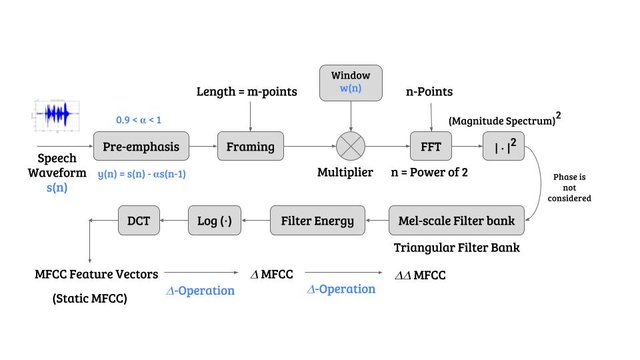 Window
w(n)
Length = m-points
n-Points
0.9 < α < 1
(Magnitude Spectrum)²
Pre-emphasis
Framing
FFT
| · |²
Speech
Waveform
s(n)
y(n) = s(n) - αs(n-1)
Multiplier
n = Power of 2
Phase is
not
considered
DCT
Log (·)
Filter Energy
Mel-scale Filter bank
Triangular Filter Bank
MFCC Feature Vectors
(Static MFCC)
Δ-Operation
Δ MFCC
Δ-Operation
ΔΔ MFCC